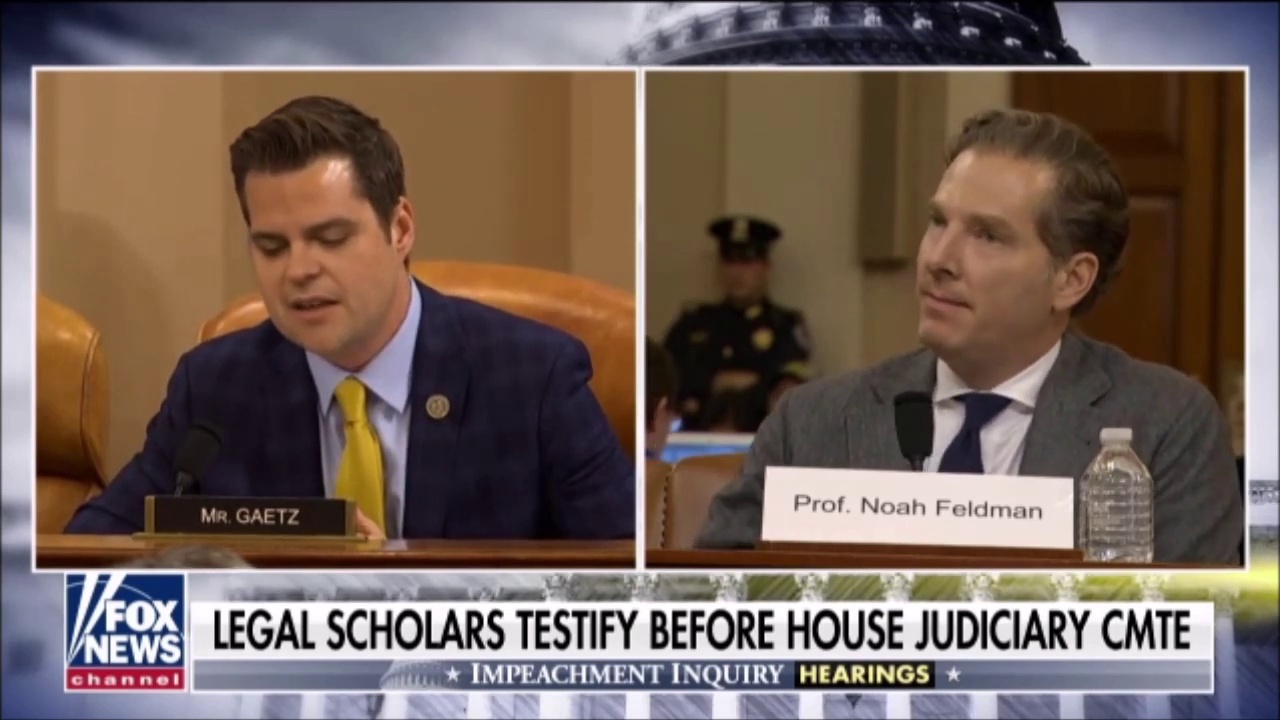 MR. GAETZ
Prof. Noah Feldman
FOX
NEWS
channel
LEGAL SCHOLARS TESTIFY BEFORE HOUSE JUDICIARY CMTE
IMPEACHMENT INQUIRY HEARINGS